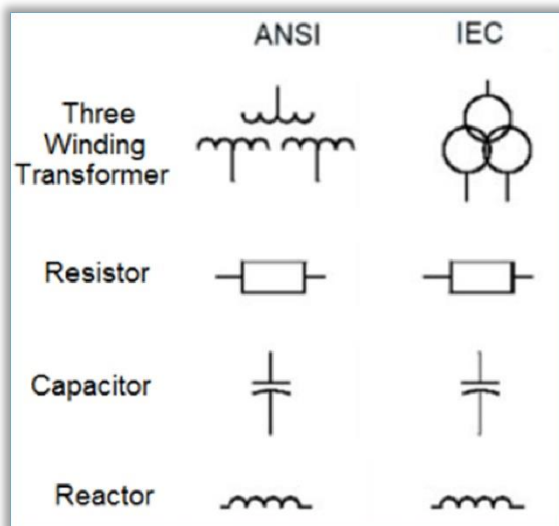 ANSI IEC
Three
Winding
Transformer
Resistor
Capacitor
Reactor